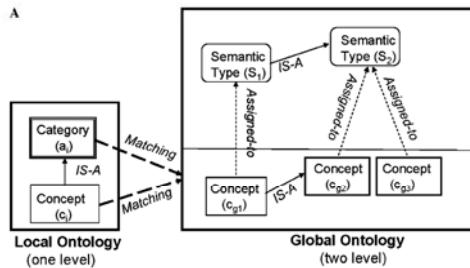 A
Semantic
Type (S1)
IS-A
Semantic
Type (S2)
Assigned-to
Assigned-to
Assigned-to
Category
(ai)
Matching
IS-A
Matching
Concept
(ci)
Concept
(cg1)
IS-A
Concept
(cg2)
Concept
(cg3)
Local Ontology
(one level)
Global Ontology
(two level)